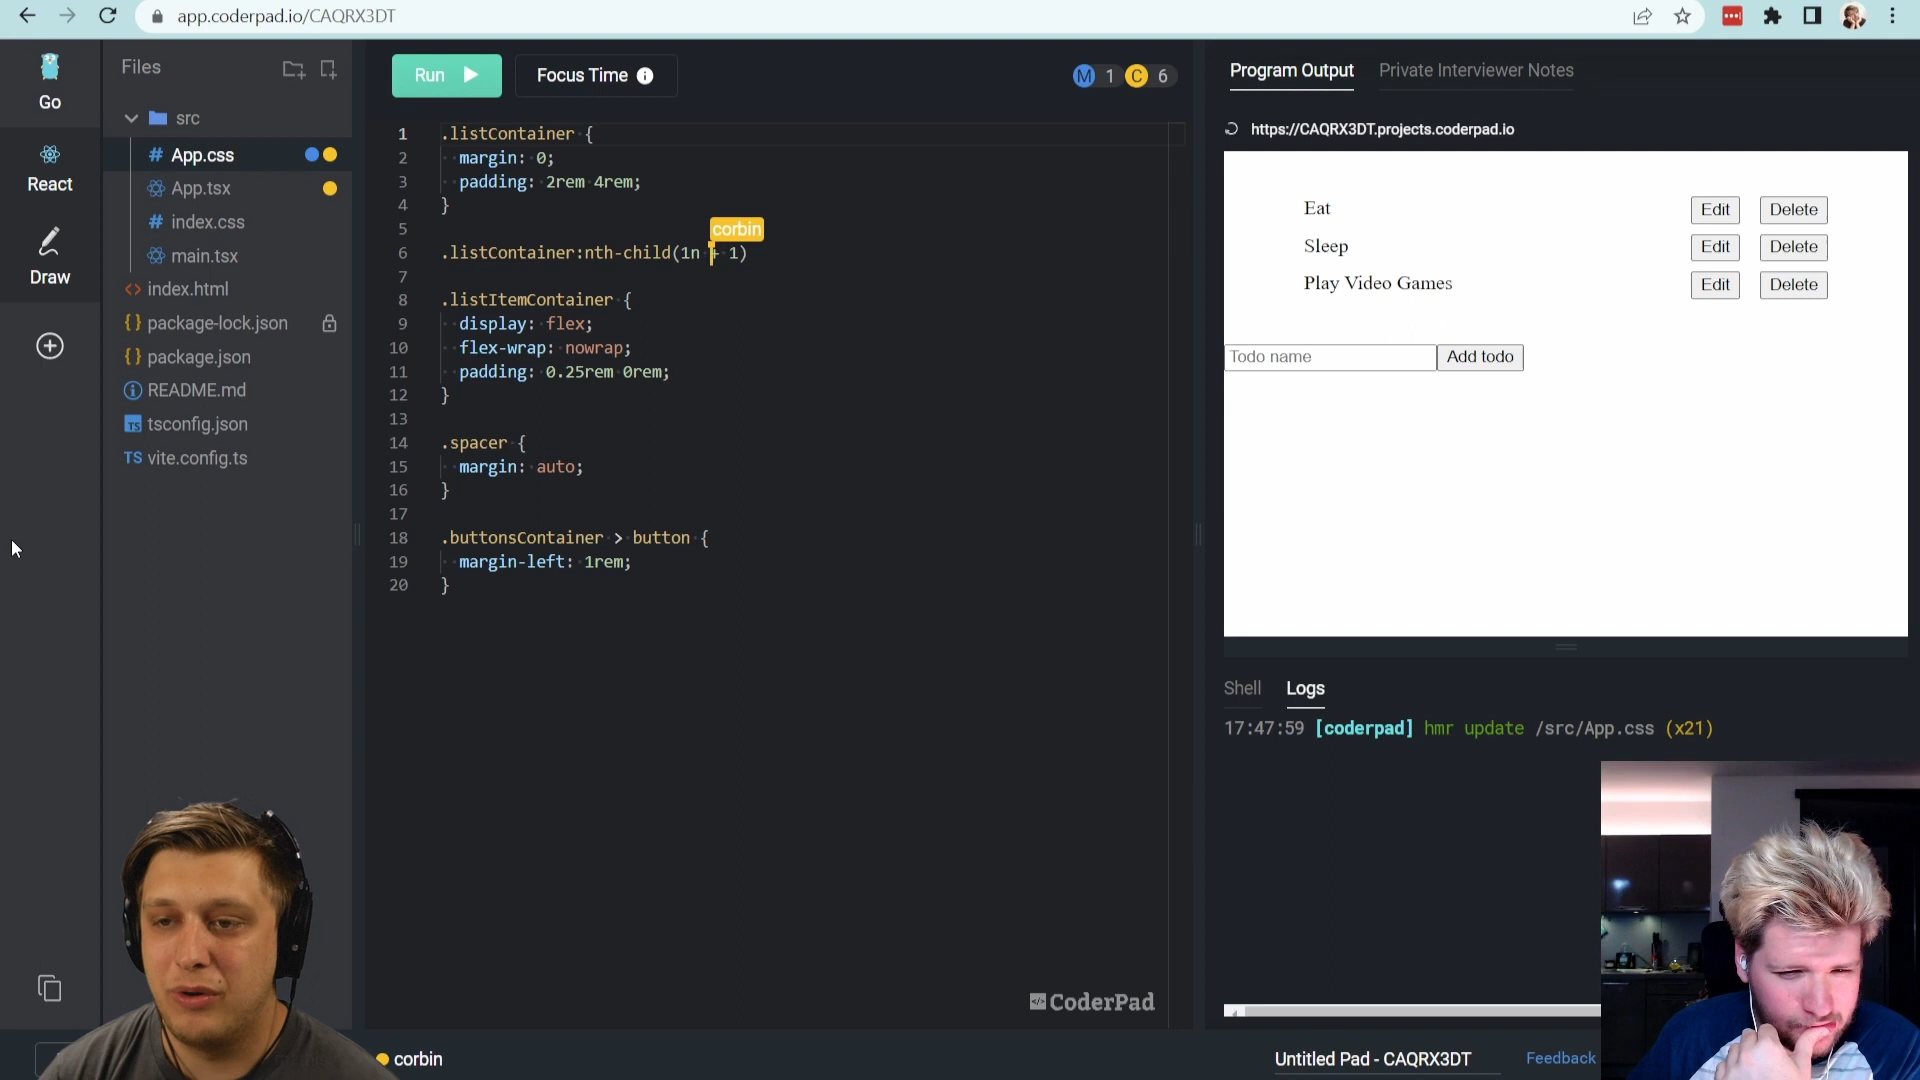 app.coderpad.io/CAQRX3DT
Go
React
Draw
Files
src
App.css
App.tsx
index.css
main.tsx
index.html
package-lock.json
package.json
README.md
tsconfig.json
TS vite.config.ts
Run
Focus Time
M 1 C 6
1 .listContainer {
2 margin: 0;
3 padding: 2rem 4rem;
4 }
5
corbin
6 .listContainer:nth-child(1n + 1)
7
8 .listItemContainer {
9 display: flex;
10 flex-wrap: nowrap;
11 padding: 0.25rem 0rem;
12 }
13
14 .spacer {
15 margin: auto;
16 }
17
18 .buttonsContainer > button {
19 margin-left: 1rem;
20 }
CoderPad
corbin
Program Output Private Interviewer Notes
https://CAQRX3DT.projects.coderpad.io
Eat Edit Delete
Sleep Edit Delete
Play Video Games Edit Delete
Todo name Add todo
Shell Logs
17:47:59 [coderpad] hmr update /src/App.css (x21)
Untitled Pad - CAQRX3DT Feedback